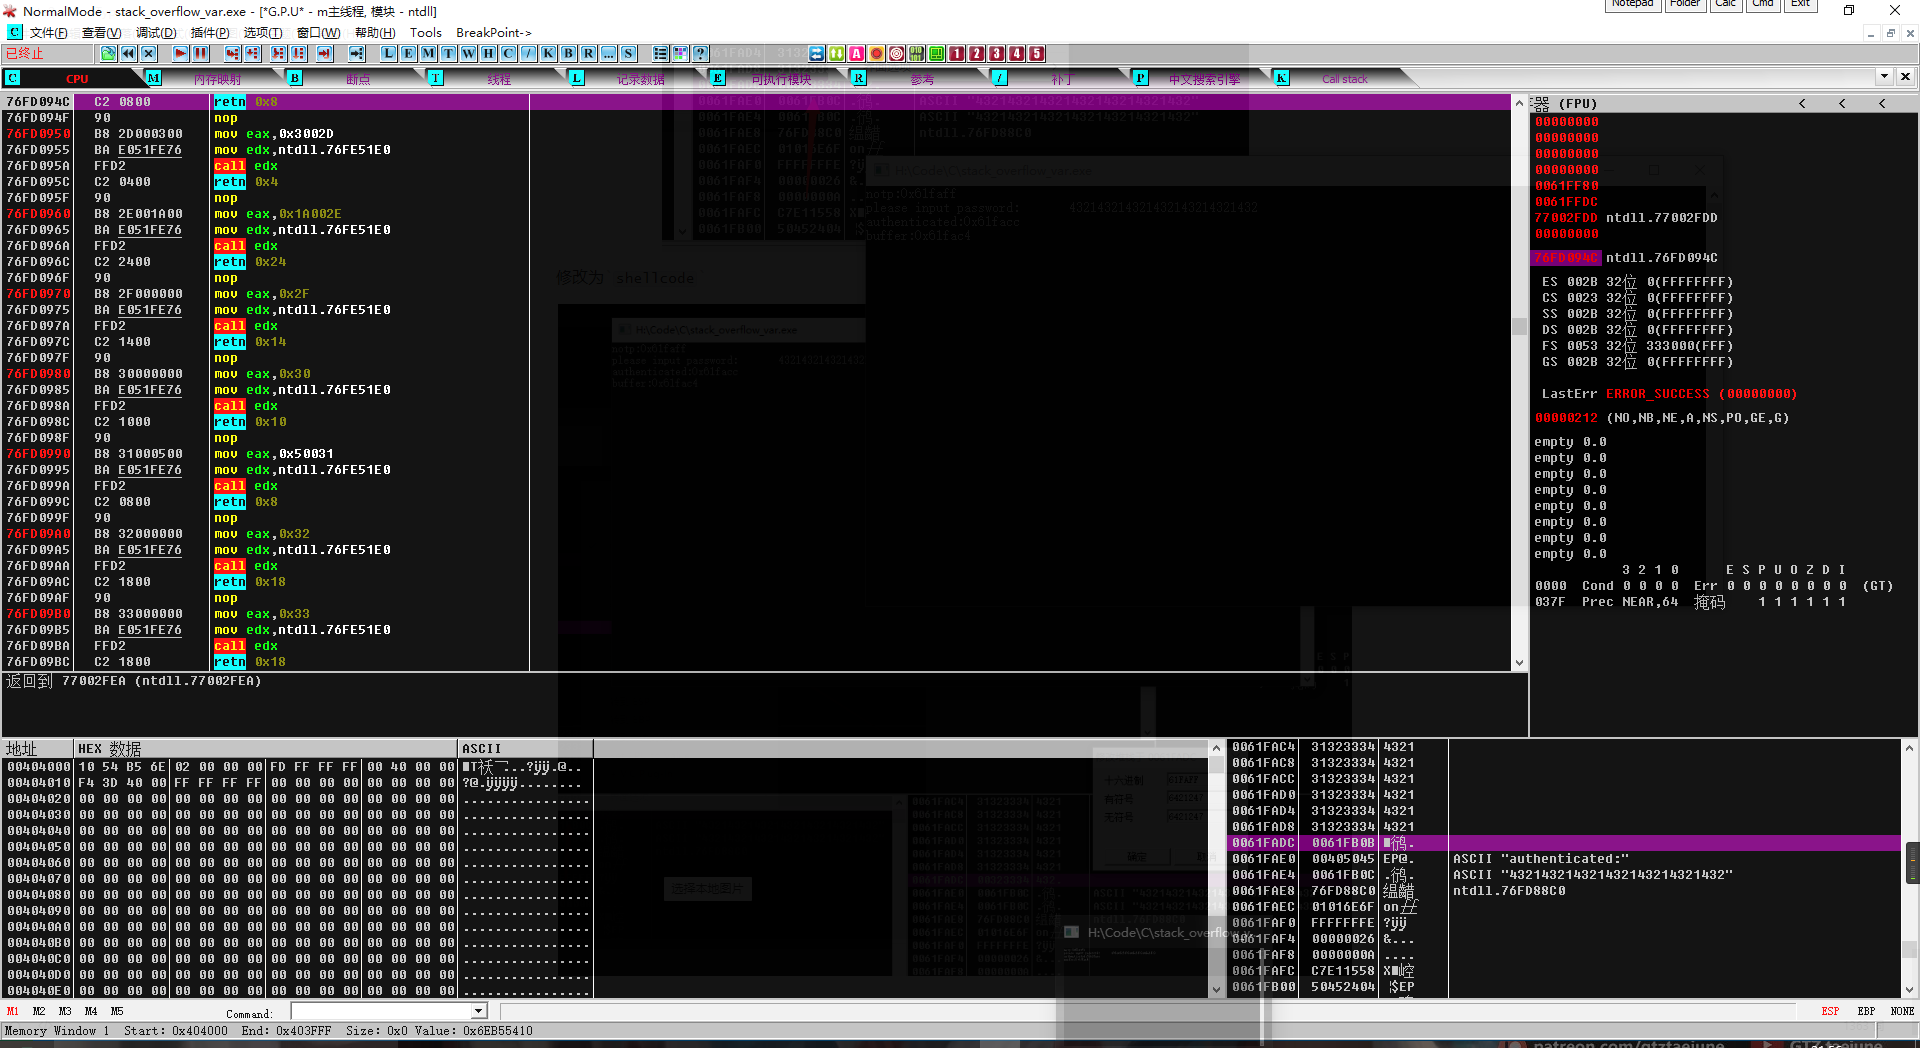 NormalMode - stack_overflow_var.exe - [*G.P.U* - m主线程, 模块 - ntdll]
Notepad Folder Calc Cmd Exit
文件(F) 查看(V) 调试(D) 插件(P) 选项(T) 窗口(W) 帮助(H) Tools BreakPoint->
已终止 L E M T W H C / K B R ... S ? 1 2 3 4 5
C CPU M 内存映射 B 断点 T 线程 L 记录数据 E 可执行模块 R 参考 / 补丁 P 中文搜索引擎 K Call stack
76FD094C C2 0800 retn 0x8
76FD094F 90 nop
76FD0950 B8 2D000300 mov eax,0x3002D
76FD0955 BA E051FE76 mov edx,ntdll.76FE51E0
76FD095A FFD2 call edx
76FD095C C2 0400 retn 0x4
76FD095F 90 nop
76FD0960 B8 2E001A00 mov eax,0x1A002E
76FD0965 BA E051FE76 mov edx,ntdll.76FE51E0
76FD096A FFD2 call edx
76FD096C C2 2400 retn 0x24
76FD096F 90 nop
76FD0970 B8 2F000000 mov eax,0x2F
76FD0975 BA E051FE76 mov edx,ntdll.76FE51E0
76FD097A FFD2 call edx
76FD097C C2 1400 retn 0x14
76FD097F 90 nop
76FD0980 B8 30000000 mov eax,0x30
76FD0985 BA E051FE76 mov edx,ntdll.76FE51E0
76FD098A FFD2 call edx
76FD098C C2 1000 retn 0x10
76FD098F 90 nop
76FD0990 B8 31000500 mov eax,0x50031
76FD0995 BA E051FE76 mov edx,ntdll.76FE51E0
76FD099A FFD2 call edx
76FD099C C2 0800 retn 0x8
76FD099F 90 nop
76FD09A0 B8 32000000 mov eax,0x32
76FD09A5 BA E051FE76 mov edx,ntdll.76FE51E0
76FD09AA FFD2 call edx
76FD09AC C2 1800 retn 0x18
76FD09AF 90 nop
76FD09B0 B8 33000000 mov eax,0x33
76FD09B5 BA E051FE76 mov edx,ntdll.76FE51E0
76FD09BA FFD2 call edx
76FD09BC C2 1800 retn 0x18
返回到 77002FEA (ntdll.77002FEA)
修改为 shellcode
H:\Code\C\stack_overflow_var.exe
notp:0x61faff
please input password: 4321432143214321432143214321432
authenticated:0x61facc
buffer:0x61fac4
器 (FPU) < < <
00000000
00000000
00000000
00000000
0061FF80
0061FFDC
77002FDD ntdll.77002FDD
00000000
76FD094C ntdll.76FD094C
ES 002B 32位 0(FFFFFFFF)
CS 0023 32位 0(FFFFFFFF)
SS 002B 32位 0(FFFFFFFF)
DS 002B 32位 0(FFFFFFFF)
FS 0053 32位 333000(FFF)
GS 002B 32位 0(FFFFFFFF)
LastErr ERROR_SUCCESS (00000000)
00000212 (NO,NB,NE,A,NS,PO,GE,G)
empty 0.0
empty 0.0
empty 0.0
empty 0.0
empty 0.0
empty 0.0
empty 0.0
empty 0.0
3 2 1 0 E S P U O Z D I
0000 Cond 0 0 0 0 Err 0 0 0 0 0 0 0 0 (GT)
037F Prec NEAR,64 掩码 1 1 1 1 1 1
地址 HEX 数据 ASCII
00404000 10 54 B5 6E 02 00 00 00 FD FF FF FF 00 40 00 00
00404010 F4 3D 40 00 FF FF FF FF 00 00 00 00 00 00 00 00
00404020 00 00 00 00 00 00 00 00 00 00 00 00 00 00 00 00 ................
00404030 00 00 00 00 00 00 00 00 00 00 00 00 00 00 00 00 ................
00404040 00 00 00 00 00 00 00 00 00 00 00 00 00 00 00 00 ................
00404050 00 00 00 00 00 00 00 00 00 00 00 00 00 00 00 00 ................
00404060 00 00 00 00 00 00 00 00 00 00 00 00 00 00 00 00 ................
00404070 00 00 00 00 00 00 00 00 00 00 00 00 00 00 00 00 ................
00404080 00 00 00 00 00 00 00 00 00 00 00 00 00 00 00 00 ................
00404090 00 00 00 00 00 00 00 00 00 00 00 00 00 00 00 00 ................
004040A0 00 00 00 00 00 00 00 00 00 00 00 00 00 00 00 00 ................
004040B0 00 00 00 00 00 00 00 00 00 00 00 00 00 00 00 00 ................
004040C0 00 00 00 00 00 00 00 00 00 00 00 00 00 00 00 00 ................
004040D0 00 00 00 00 00 00 00 00 00 00 00 00 00 00 00 00 ................
004040E0 00 00 00 00 00 00 00 00 00 00 00 00 00 00 00 00 ................
选择本地图片
十六进制 61FAFF
有符号 6421247
无符号 6421247
0061FAC4 31323334 4321
0061FAC8 31323334 4321
0061FACC 31323334 4321
0061FAD0 31323334 4321
0061FAD4 31323334 4321
0061FAD8 31323334 4321
0061FADC 0061FB0B
0061FAE0 00405045 EP@. ASCII "authenticated:"
0061FAE4 0061FB0C ASCII "4321432143214321432143214321432"
0061FAE8 76FD88C0 ntdll.76FD88C0
0061FAEC 01016E6F
0061FAF0 FFFFFFFE
0061FAF4 00000026 &...
0061FAF8 0000000A ....
0061FAFC C7E11558
0061FB00 50452404 $EP
M1 M2 M3 M4 M5 Command: ESP EBP NONE
Memory Window 1 Start: 0x404000 End: 0x403FFF Size: 0x0 Value: 0x6EB55410